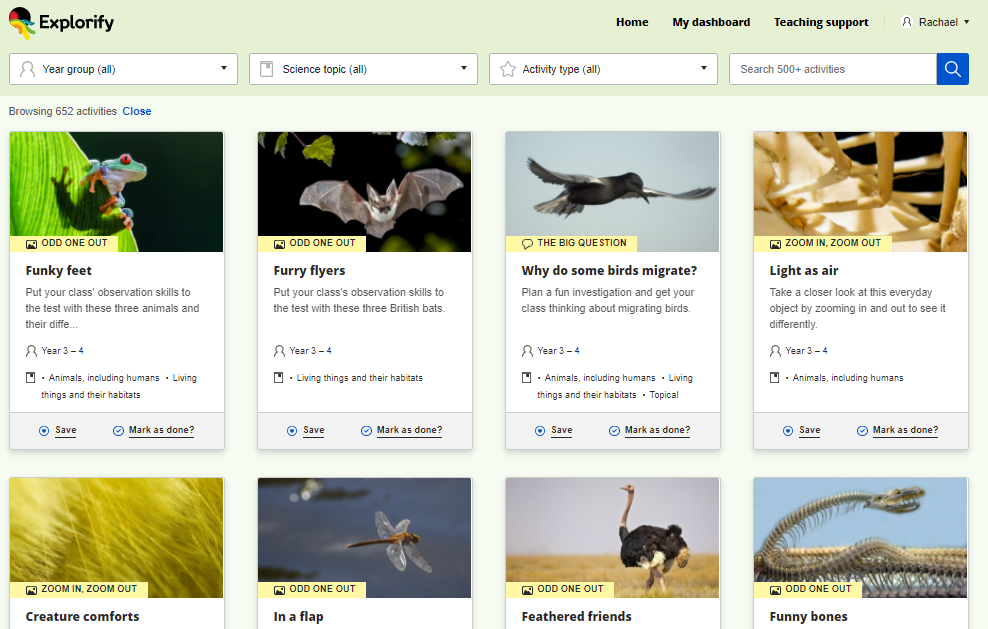 Explorify
Home My dashboard Teaching support Rachael
Year group (all) Science topic (all) Activity type (all) Search 500+ activities
Browsing 652 activities Close
ODD ONE OUT
Funky feet
Put your class' observation skills to
the test with these three animals and
their diffe...
Year 3 – 4
• Animals, including humans • Living
things and their habitats
Save Mark as done?
ODD ONE OUT
Furry flyers
Put your class's observation skills to
the test with these three British bats.
Year 3 – 4
• Living things and their habitats
Save Mark as done?
THE BIG QUESTION
Why do some birds migrate?
Plan a fun investigation and get your
class thinking about migrating birds.
Year 3 – 4
• Animals, including humans • Living
things and their habitats • Topical
Save Mark as done?
ZOOM IN, ZOOM OUT
Light as air
Take a closer look at this everyday
object by zooming in and out to see it
differently.
Year 3 – 4
• Animals, including humans
Save Mark as done?
ZOOM IN, ZOOM OUT
Creature comforts
ODD ONE OUT
In a flap
ODD ONE OUT
Feathered friends
ODD ONE OUT
Funny bones